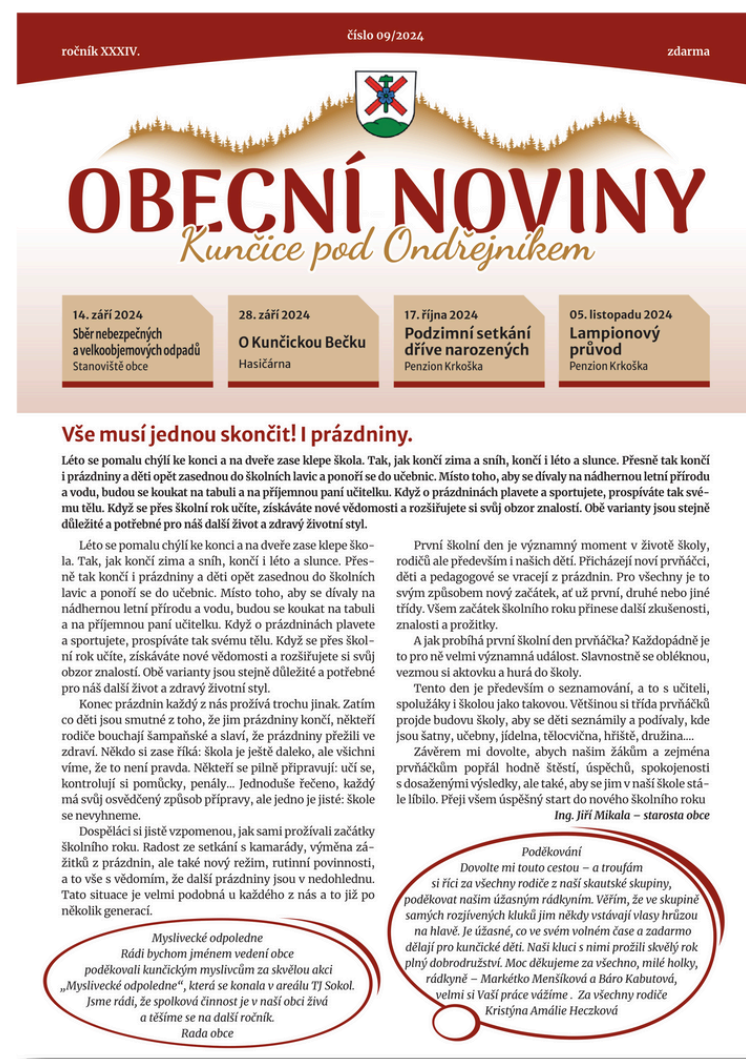 číslo 09/2024
ročník XXXIV.
zdarma
OBECNÍ NOVINY
Kunčice pod Ondřejníkem
14. září 2024
Sběr nebezpečných
a velkoobjemových odpadů
Stanoviště obce
28. září 2024
O Kunčickou Bečku
Hasičárna
17. října 2024
Podzimní setkání
dříve narozených
Penzion Krkoška
05. listopadu 2024
Lampionový
průvod
Penzion Krkoška
Vše musí jednou skončit! I prázdniny.
Léto se pomalu chýlí ke konci a na dveře zase klepe škola. Tak, jak končí zima a sníh, končí i léto a slunce. Přesně tak končí
i prázdniny a děti opět zasednou do školních lavic a ponoří se do učebnic. Místo toho, aby se dívaly na nádhernou letní přírodu
a vodu, budou se koukat na tabuli a na příjemnou paní učitelku. Když o prázdninách plavete a sportujete, prospíváte tak své-
mu tělu. Když se přes školní rok učíte, získáváte nové vědomosti a rozšiřujete si svůj obzor znalostí. Obě varianty jsou stejně
důležité a potřebné pro náš další život a zdravý životní styl.
Léto se pomalu chýlí ke konci a na dveře zase klepe ško-
la. Tak, jak končí zima a sníh, končí i léto a slunce. Přes-
ně tak končí i prázdniny a děti opět zasednou do školních
lavic a ponoří se do učebnic. Místo toho, aby se dívaly na
nádhernou letní přírodu a vodu, budou se koukat na tabuli
a na příjemnou paní učitelku. Když o prázdninách plavete
a sportujete, prospíváte tak svému tělu. Když se přes škol-
ní rok učíte, získáváte nové vědomosti a rozšiřujete si svůj
obzor znalostí. Obě varianty jsou stejně důležité a potřebné
pro náš další život a zdravý životní styl.
Konec prázdnin každý z nás prožívá trochu jinak. Zatím
co děti jsou smutné z toho, že jim prázdniny končí, někteří
rodiče bouchají šampaňské a slaví, že prázdniny přežili ve
zdraví. Někdo si zase říká: škola je ještě daleko, ale všichni
víme, že to není pravda. Někteří se pilně připravují: učí se,
kontrolují si pomůcky, penály... Jednoduše řečeno, každý
má svůj osvědčený způsob přípravy, ale jedno je jisté: škole
se nevyhneme.
Dospěláci si jistě vzpomenou, jak sami prožívali začátky
školního roku. Radost ze setkání s kamarády, výměna zá-
žitků z prázdnin, ale také nový režim, rutinní povinnosti,
a to vše s vědomím, že další prázdniny jsou v nedohlednu.
Tato situace je velmi podobná u každého z nás a to již po
několik generací.
První školní den je významný moment v životě školy,
rodičů ale především i našich dětí. Přicházejí noví prvňáčci,
děti a pedagogové se vracejí z prázdnin. Pro všechny je to
svým způsobem nový začátek, ať už první, druhé nebo jiné
třídy. Všem začátek školního roku přinese další zkušenosti,
znalosti a prožitky.
A jak probíhá první školní den prvňáčka? Každopádně je
to pro ně velmi významná událost. Slavnostně se obléknou,
vezmou si aktovku a hurá do školy.
Tento den je především o seznamování, a to s učiteli,
spolužáky i školou jako takovou. Většinou si třída prvňáčků
projde budovu školy, aby se děti seznámily a podívaly, kde
jsou šatny, učebny, jídelna, tělocvična, hřiště, družina....
Závěrem mi dovolte, abych našim žákům a zejména
prvňáčkům popřál hodně štěstí, úspěchů, spokojenosti
s dosaženými výsledky, ale také, aby se jim v naší škole stá-
le líbilo. Přeji všem úspěšný start do nového školního roku
Ing. Jiří Mikala – starosta obce
Myslivecké odpoledne
Rádi bychom jménem vedení obce
poděkovali kunčickým myslivcům za skvělou akci
„Myslivecké odpoledne“, která se konala v areálu TJ Sokol.
Jsme rádi, že spolková činnost je v naší obci živá
a těšíme se na další ročník.
Rada obce
Poděkování
Dovolte mi touto cestou – a troufám
si říci za všechny rodiče z naší skautské skupiny,
poděkovat našim úžasným rádkyním. Věřím, že ve skupině
samých rozjívených kluků jim někdy vstávají vlasy hrůzou
na hlavě. Je úžasné, co ve svém volném čase a zadarmo
dělají pro kunčické děti. Naši kluci s nimi prožili skvělý rok
plný dobrodružství. Moc děkujeme za všechno, milé holky,
rádkyně – Markétko Menšíková a Báro Kabutová,
velmi si Vaší práce vážíme . Za všechny rodiče
Kristýna Amálie Heczková